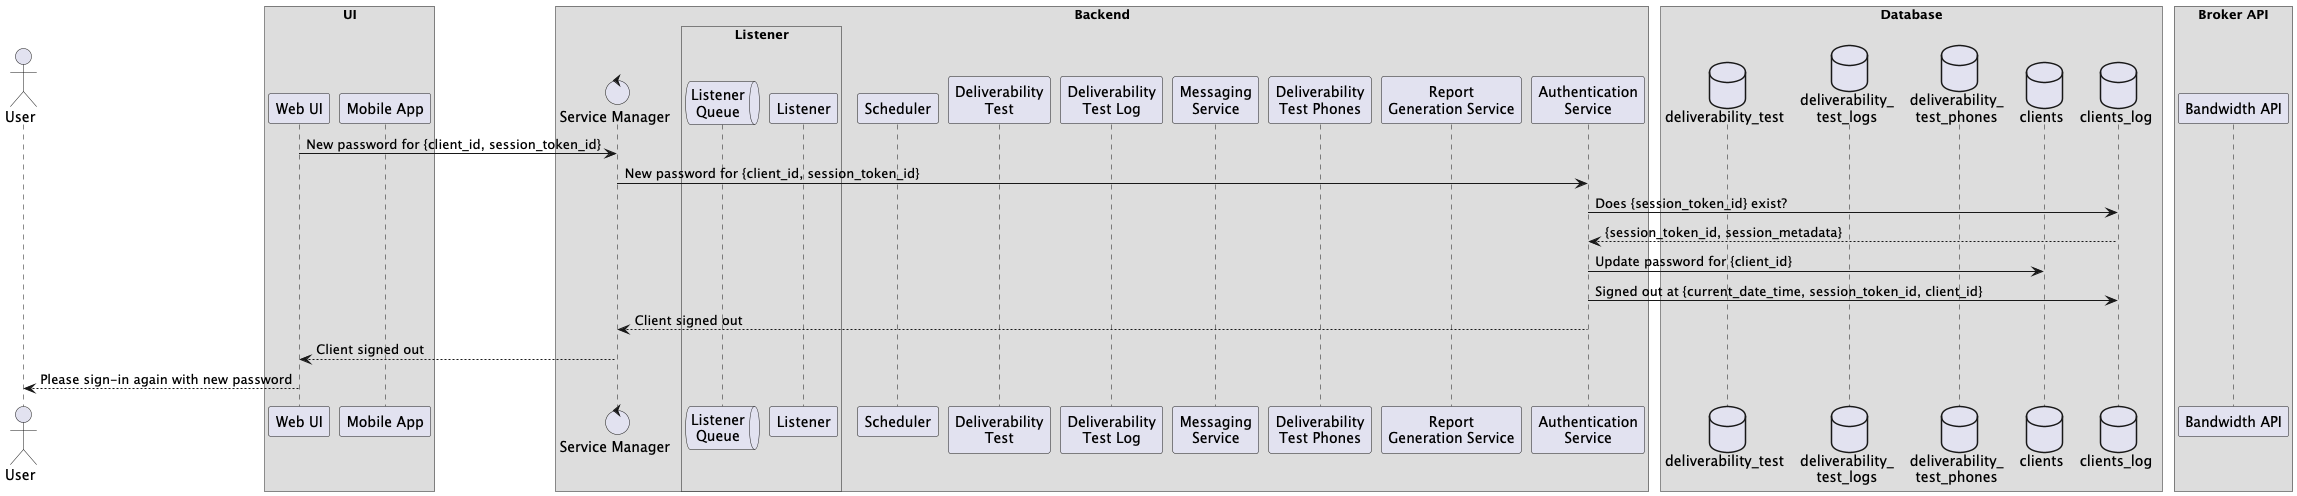 UI
Backend
Database
Broker API
Listener
User
Web UI
Mobile App
Service Manager
Listener
Queue
Listener
Scheduler
Deliverability
Test
Deliverability
Test Log
Messaging
Service
Deliverability
Test Phones
Report
Generation Service
Authentication
Service
deliverability_test
deliverability_
test_logs
deliverability_
test_phones
clients
clients_log
Bandwidth API
New password for {client_id, session_token_id}
New password for {client_id, session_token_id}
Does {session_token_id} exist?
{session_token_id, session_metadata}
Update password for {client_id}
Signed out at {current_date_time, session_token_id, client_id}
Client signed out
Client signed out
Please sign-in again with new password
User
Web UI
Mobile App
Service Manager
Listener
Queue
Listener
Scheduler
Deliverability
Test
Deliverability
Test Log
Messaging
Service
Deliverability
Test Phones
Report
Generation Service
Authentication
Service
deliverability_test
deliverability_
test_logs
deliverability_
test_phones
clients
clients_log
Bandwidth API